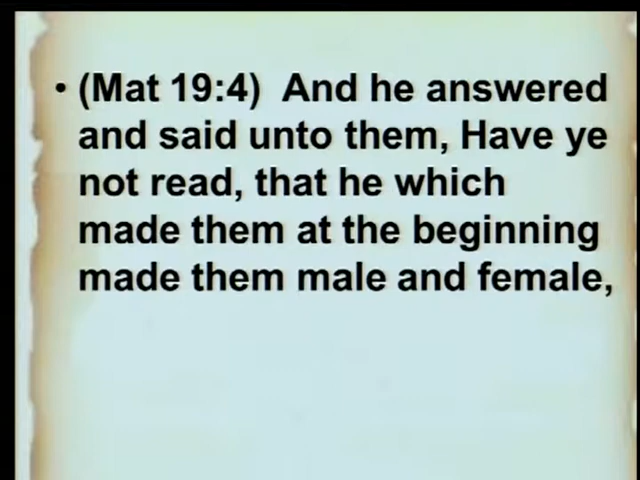 • (Mat 19:4)  And he answered
and said unto them, Have ye
not read, that he which
made them at the beginning
made them male and female,